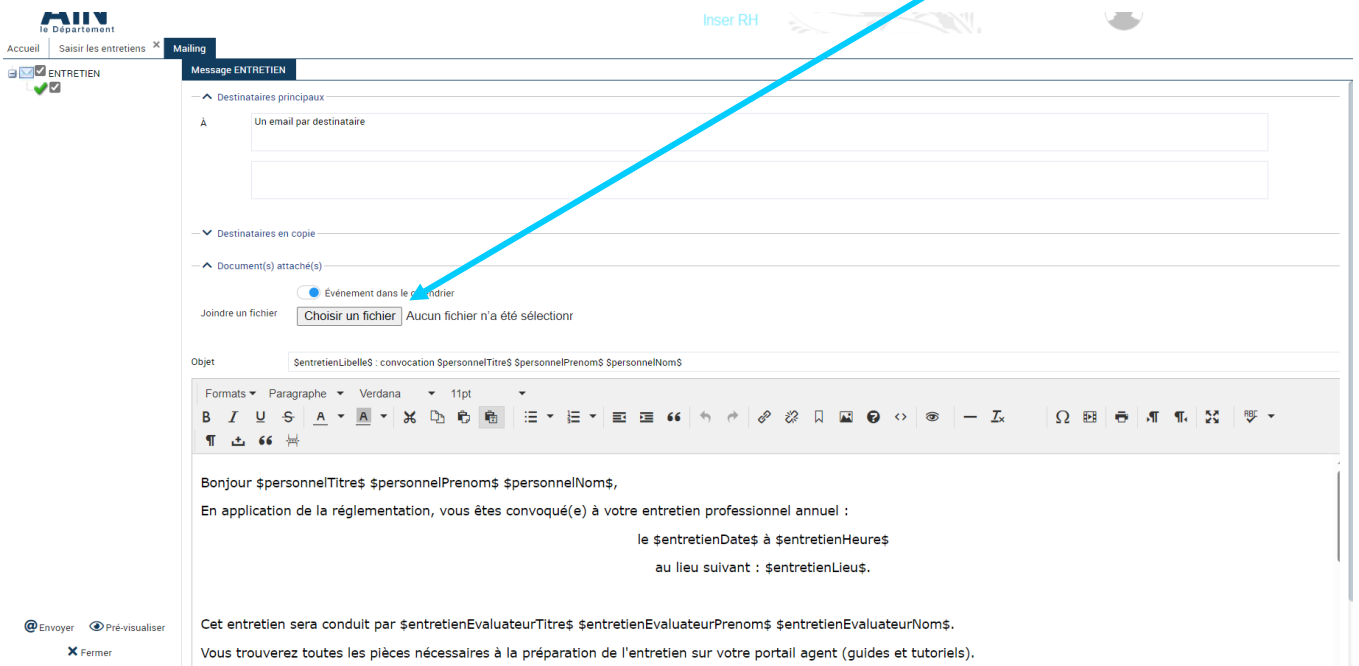 AIN
le Département
Inser RH
Accueil Saisir les entretiens × Mailing
ENTRETIEN
Message ENTRETIEN
Destinataires principaux
À Un email par destinataire
Destinataires en copie
Document(s) attaché(s)
Événement dans le calendrier
Joindre un fichier Choisir un fichier Aucun fichier n'a été sélectionr
Objet $entretienLibelle$ : convocation $personnelTitre$ $personnelPrenom$ $personnelNom$
Formats Paragraphe Verdana 11pt
Bonjour $personnelTitre$ $personnelPrenom$ $personnelNom$,
En application de la réglementation, vous êtes convoqué(e) à votre entretien professionnel annuel :
le $entretienDate$ à $entretienHeure$
au lieu suivant : $entretienLieu$.
Cet entretien sera conduit par $entretienEvaluateurTitre$ $entretienEvaluateurPrenom$ $entretienEvaluateurNom$.
Vous trouverez toutes les pièces nécessaires à la préparation de l'entretien sur votre portail agent (guides et tutoriels).
@ Envoyer Pré-visualiser
× Fermer